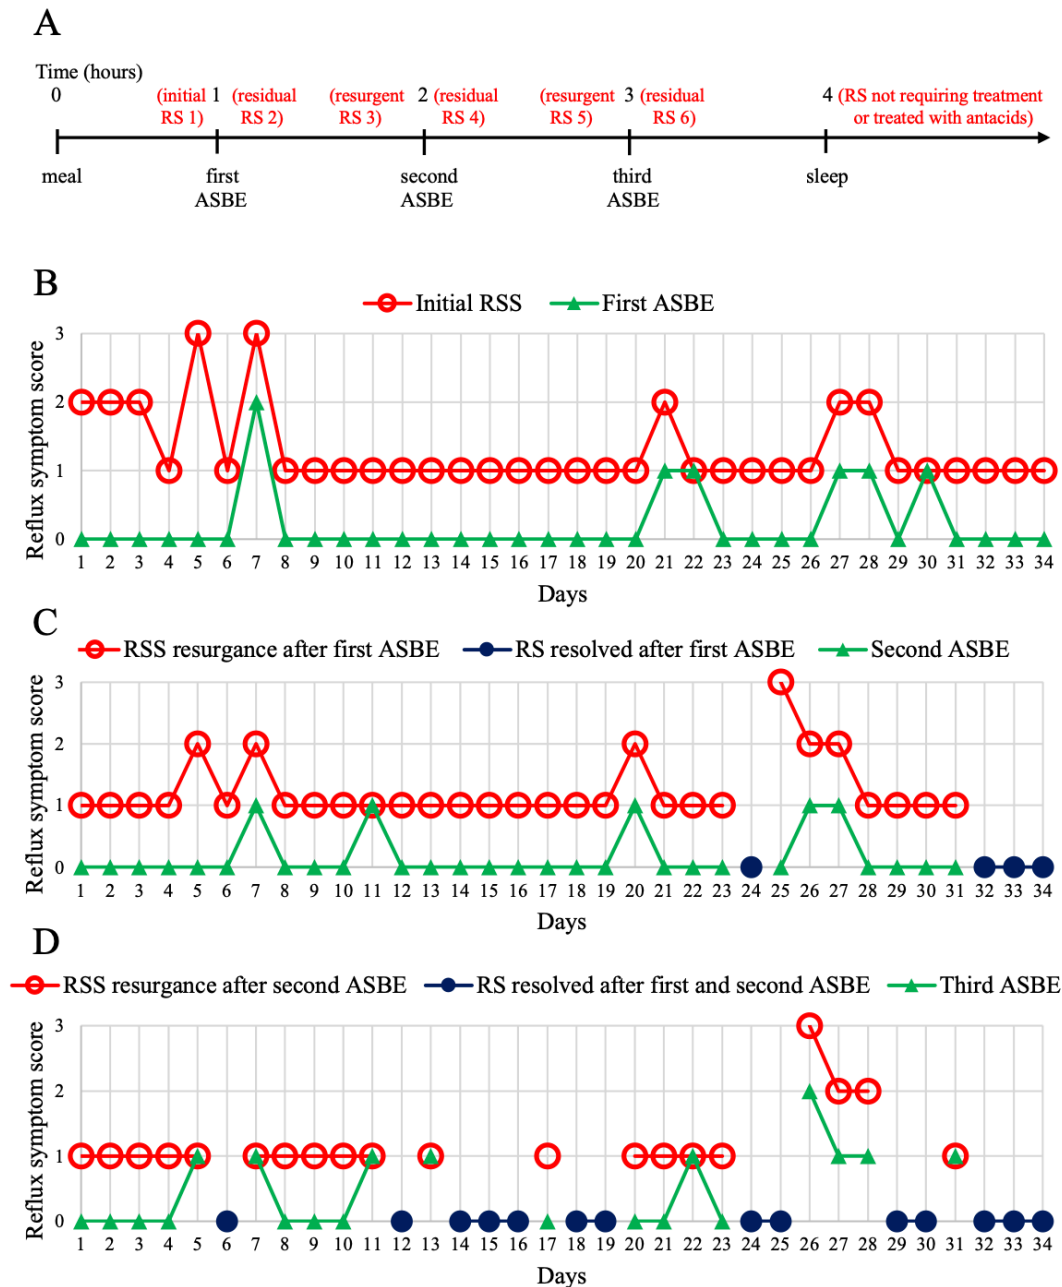 A
Time (hours)
0 (initial 1 (residual (resurgent 2 (residual (resurgent 3 (residual 4 (RS not requiring treatment
RS 1) RS 2) RS 3) RS 4) RS 5) RS 6) or treated with antacids)
meal first second third sleep
ASBE ASBE ASBE
B
Initial RSS First ASBE
Reflux symptom score
3
2
1
0
1 2 3 4 5 6 7 8 9 10 11 12 13 14 15 16 17 18 19 20 21 22 23 24 25 26 27 28 29 30 31 32 33 34
Days
C
RSS resurgance after first ASBE RS resolved after first ASBE Second ASBE
Reflux symptom score
3
2
1
0
1 2 3 4 5 6 7 8 9 10 11 12 13 14 15 16 17 18 19 20 21 22 23 24 25 26 27 28 29 30 31 32 33 34
Days
D
RSS resurgance after second ASBE RS resolved after first and second ASBE Third ASBE
Reflux symptom score
3
2
1
0
1 2 3 4 5 6 7 8 9 10 11 12 13 14 15 16 17 18 19 20 21 22 23 24 25 26 27 28 29 30 31 32 33 34
Days